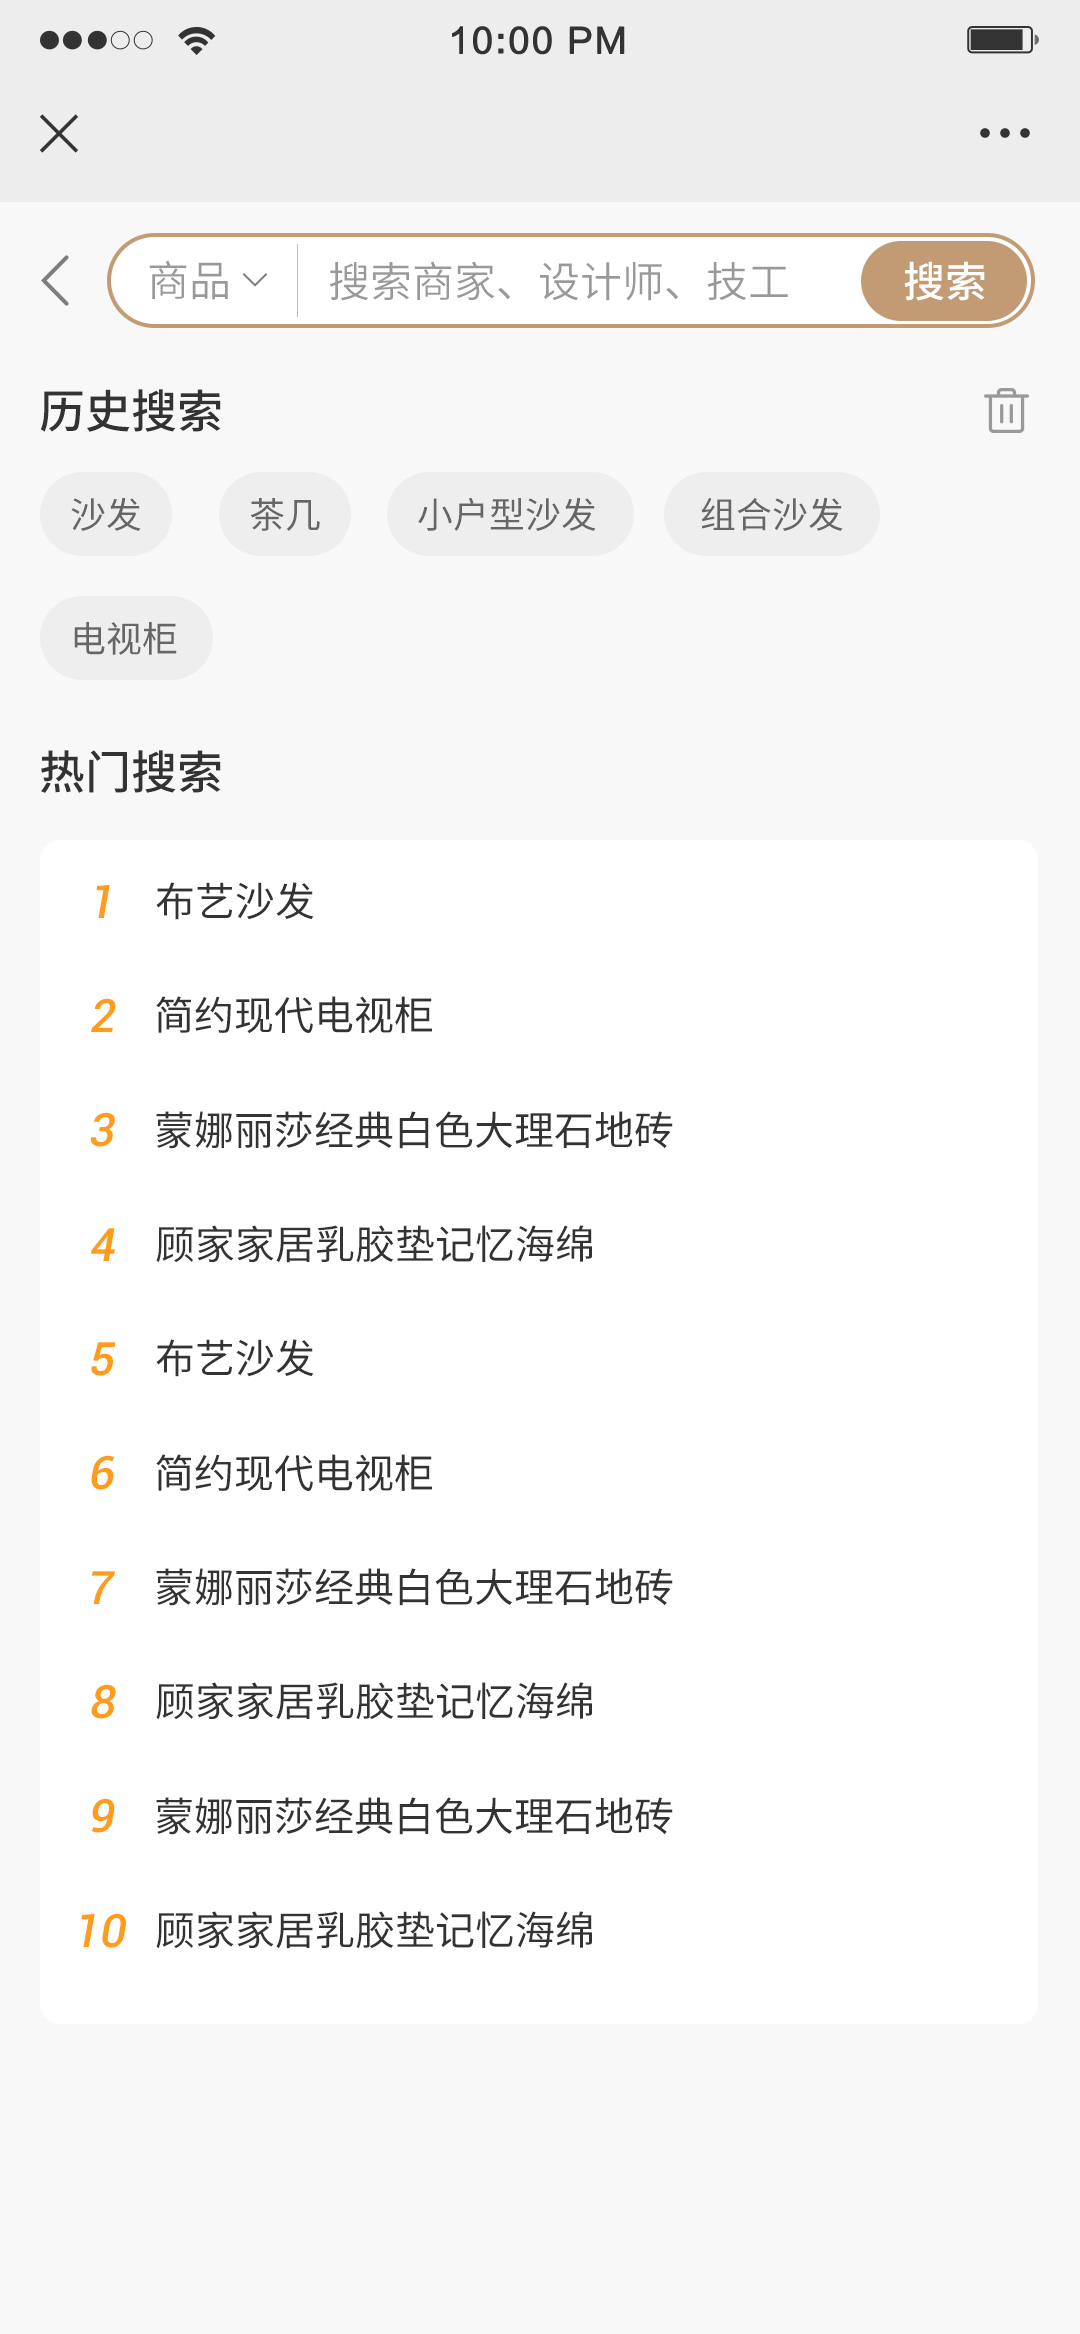 10:00 PM
商品 搜索商家、设计师、技工 搜索
历史搜索
沙发 茶几 小户型沙发 组合沙发
电视柜
热门搜索
1 布艺沙发
2 简约现代电视柜
3 蒙娜丽莎经典白色大理石地砖
4 顾家家居乳胶垫记忆海绵
5 布艺沙发
6 简约现代电视柜
7 蒙娜丽莎经典白色大理石地砖
8 顾家家居乳胶垫记忆海绵
9 蒙娜丽莎经典白色大理石地砖
10 顾家家居乳胶垫记忆海绵